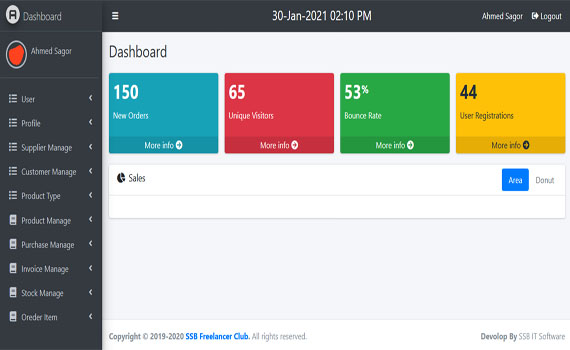 A Dashboard
30-Jan-2021 02:10 PM
Ahmed Sagor Logout
Ahmed Sagor
User
Profile
Supplier Manage
Customer Manage
Product Type
Product Manage
Purchase Manage
Invoice Manage
Stock Manage
Oreder Item
Dashboard
150
New Orders
More info
65
Unique Visitors
More info
53%
Bounce Rate
More info
44
User Registrations
More info
Sales
Area Donut
Copyright © 2019-2020 SSB Freelancer Club. All rights reserved.
Devolop By SSB IT Software